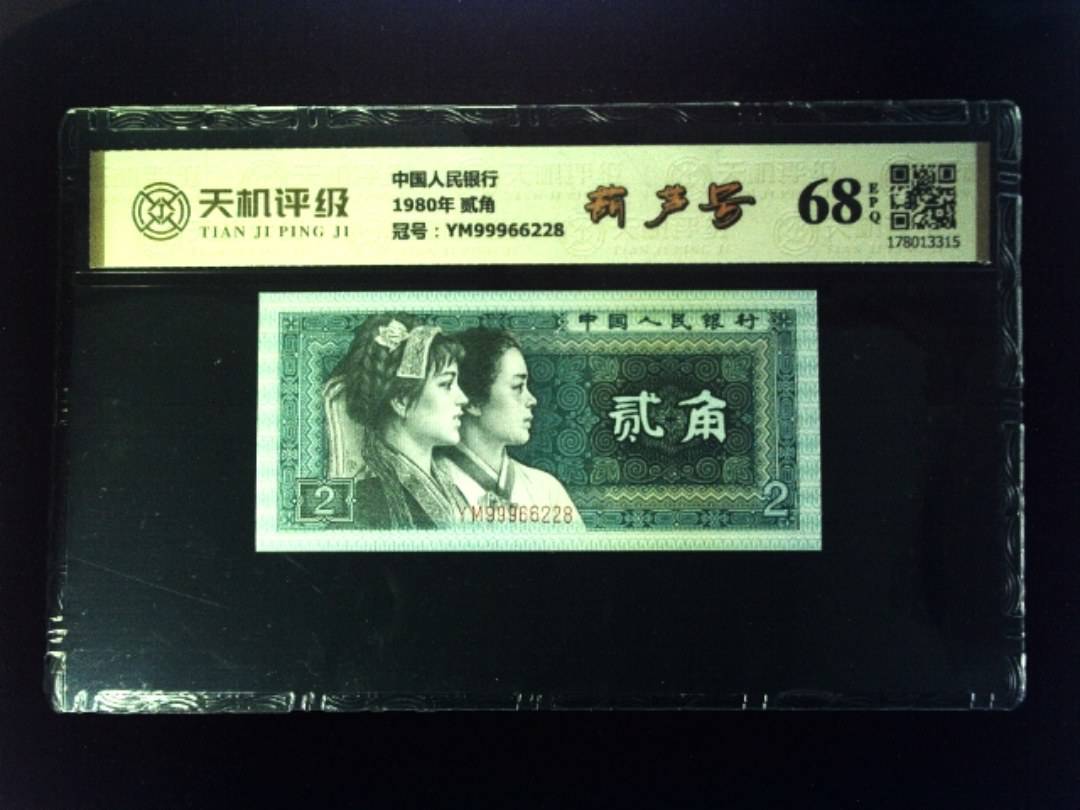 天机评级
TIAN JI PING JI
中国人民银行
1980年 贰角
冠号：YM99966228
葫芦号
68
EPQ
178013315
中国人民银行
贰角
2
2
YM99966228